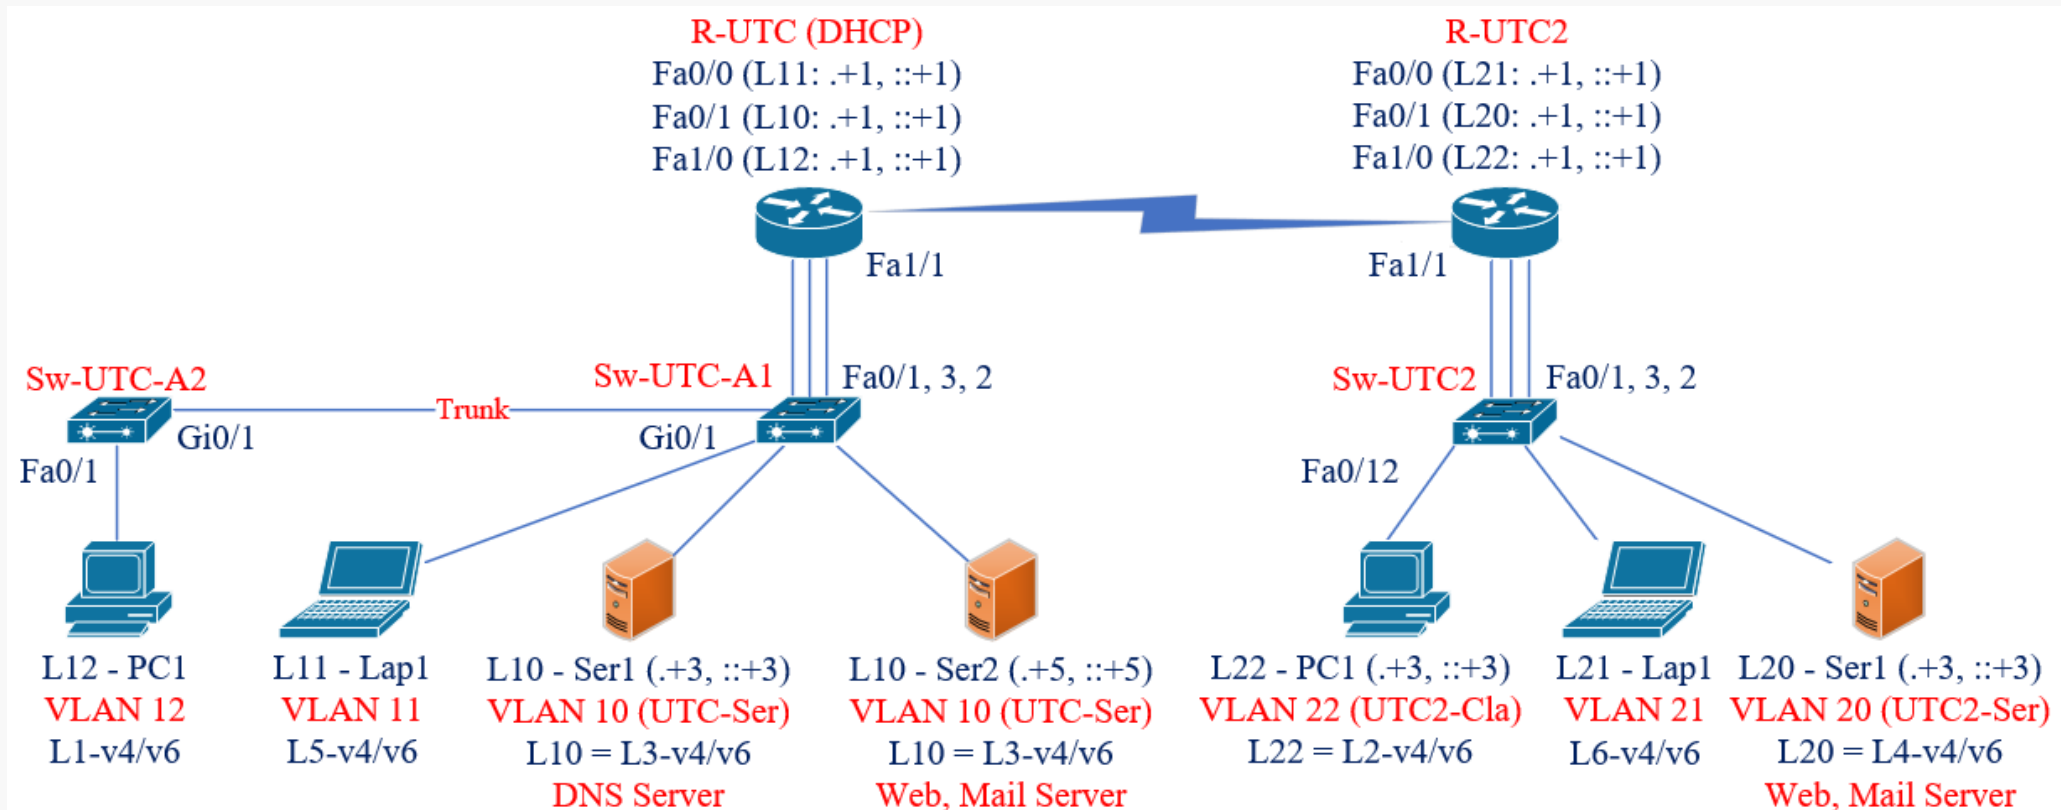 R-UTC (DHCP)
Fa0/0 (L11: .+1, ::+1)
Fa0/1 (L10: .+1, ::+1)
Fa1/0 (L12: .+1, ::+1)
R-UTC2
Fa0/0 (L21: .+1, ::+1)
Fa0/1 (L20: .+1, ::+1)
Fa1/0 (L22: .+1, ::+1)
Fa1/1
Fa1/1
Sw-UTC-A2
Trunk
Sw-UTC-A1
Fa0/1, 3, 2
Sw-UTC2
Fa0/1, 3, 2
Gi0/1
Gi0/1
Fa0/1
Fa0/12
L12 - PC1
VLAN 12
L1-v4/v6
L11 - Lap1
VLAN 11
L5-v4/v6
L10 - Ser1 (.+3, ::+3)
VLAN 10 (UTC-Ser)
L10 = L3-v4/v6
DNS Server
L10 - Ser2 (.+5, ::+5)
VLAN 10 (UTC-Ser)
L10 = L3-v4/v6
Web, Mail Server
L22 - PC1 (.+3, ::+3)
VLAN 22 (UTC2-Cla)
L22 = L2-v4/v6
L21 - Lap1
VLAN 21
L6-v4/v6
L20 - Ser1 (.+3, ::+3)
VLAN 20 (UTC2-Ser)
L20 = L4-v4/v6
Web, Mail Server